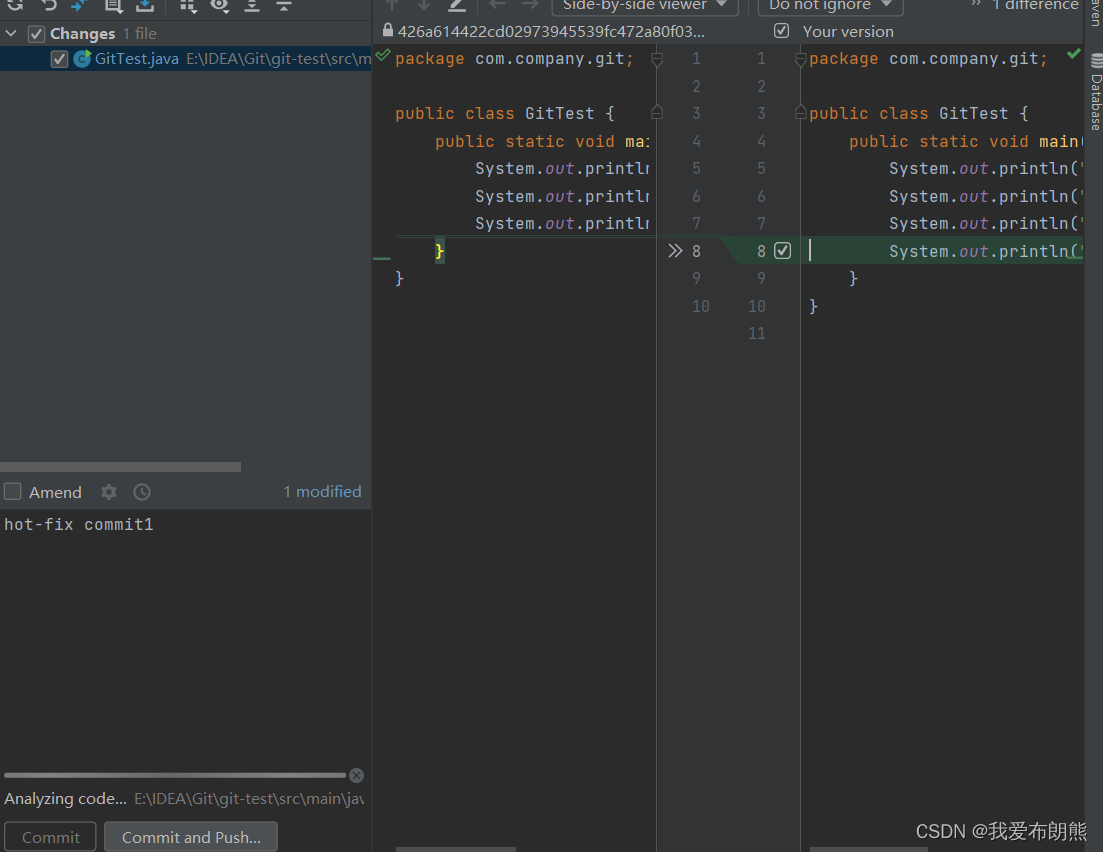 Changes 1 file
GitTest.java E:\IDEA\Git\git-test\src\m
Amend 1 modified
hot-fix commit1
Analyzing code... E:\IDEA\Git\git-test\src\main\jav
Commit
Commit and Push...
Side-by-side viewer
Do not ignore
1 difference
426a614422cd02973945539fc472a80f03...
Your version
package com.company.git;

public class GitTest {
    public static void mai
        System.out.println
        System.out.println
        System.out.println
    }
}
1
2
3
4
5
6
7
8
9
10
1
2
3
4
5
6
7
8
9
10
11
package com.company.git;

public class GitTest {
    public static void main(
        System.out.println("
        System.out.println("
        System.out.println("
        System.out.println("
    }
}
aven
Database
CSDN @我爱布朗熊